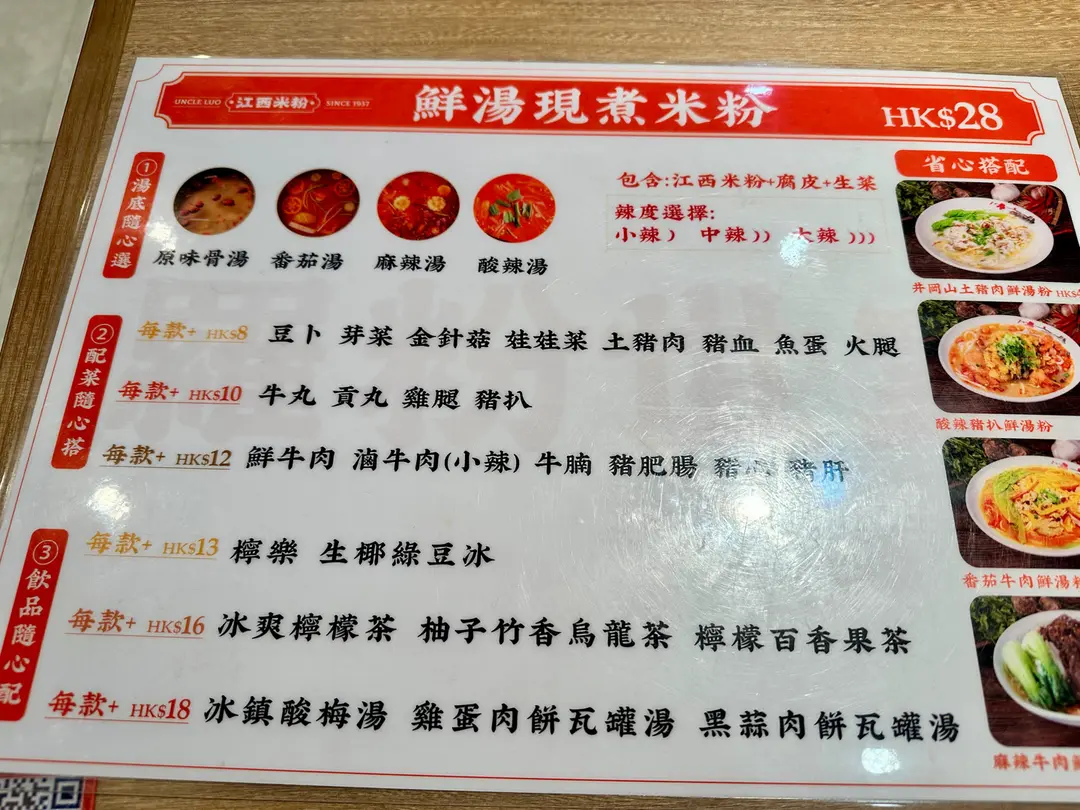 UNCLE LUO 江西米粉 SINCE 1937
鮮湯現煮米粉
HK$28
①湯底隨心選
原味骨湯 番茄湯 麻辣湯 酸辣湯
包含:江西米粉+腐皮+生菜
辣度選擇:
小辣) 中辣)) 大辣)))
②配菜隨心搭
每款+ HK$8 豆卜 芽菜 金針菇 娃娃菜 土豬肉 豬血 魚蛋 火腿
每款+ HK$10 牛丸 貢丸 雞腿 豬扒
每款+ HK$12 鮮牛肉 滷牛肉(小辣) 牛腩 豬肥腸 豬心 豬肝
③飲品隨心配
每款+ HK$13 檸樂 生椰綠豆冰
每款+ HK$16 冰爽檸檬茶 柚子竹香烏龍茶 檸檬百香果茶
每款+ HK$18 冰鎮酸梅湯 雞蛋肉餅瓦罐湯 黑蒜肉餅瓦罐湯
省心搭配
井岡山土豬肉鮮湯粉 HK$
酸辣豬扒鮮湯粉
番茄牛肉鮮湯粉
麻辣牛肉鮮